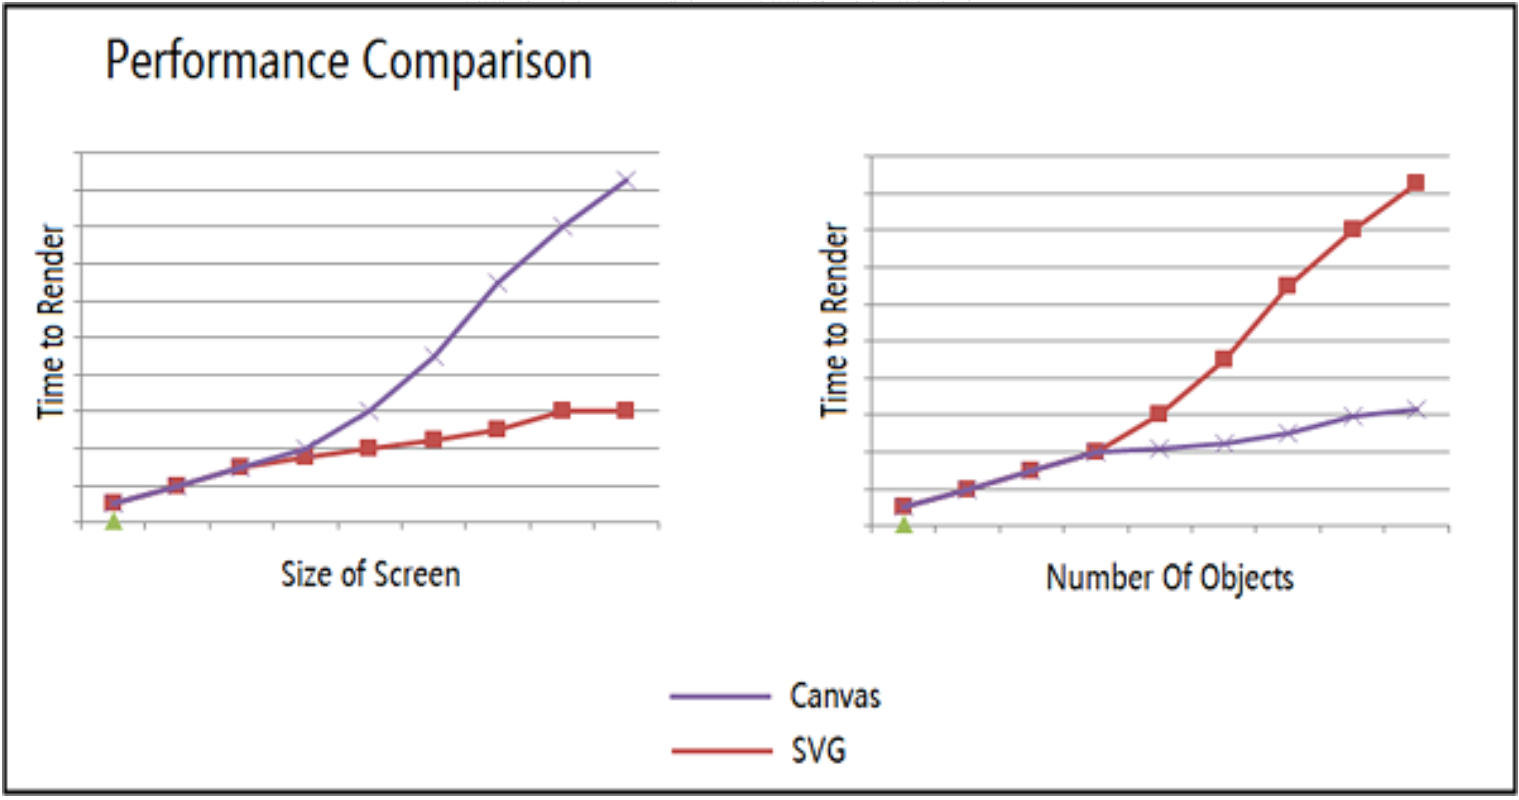 Performance Comparison
Time to Render
Size of Screen
Time to Render
Number Of Objects
Canvas
SVG